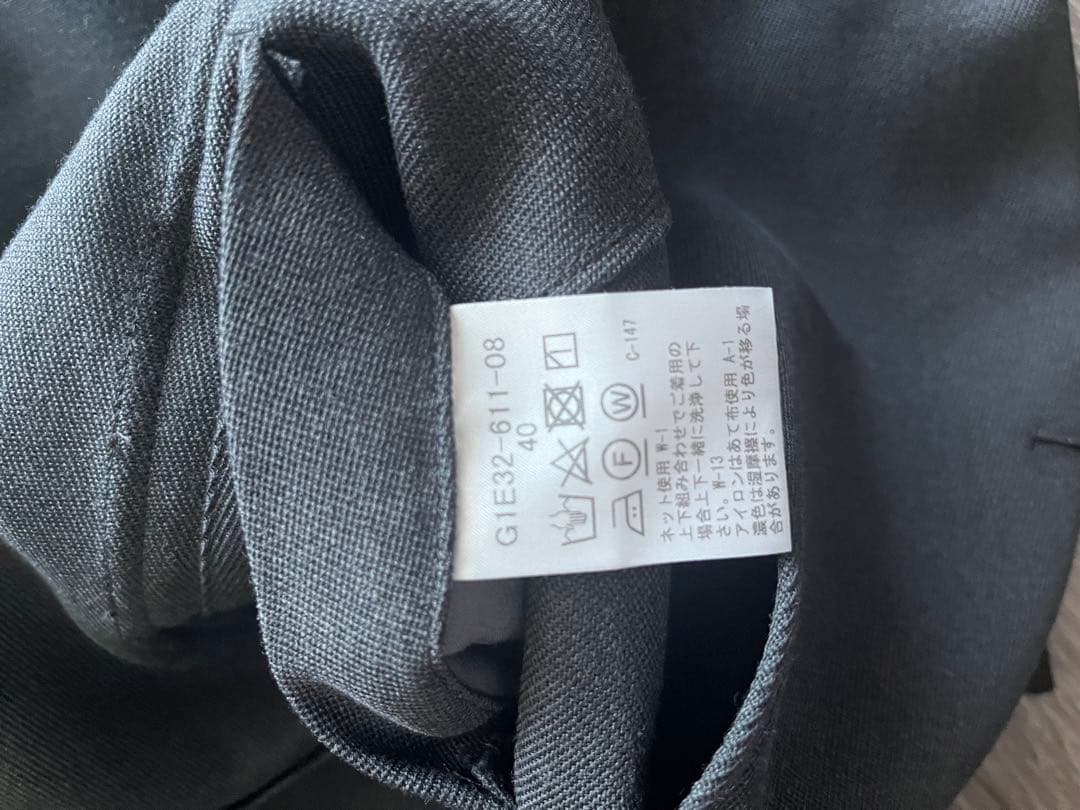 G1E32-611-08
40
F W C-147
ネット使用 W-1
上下組み合わせでご着用の
場合上下一緒に洗浄して下
さい。W-13
アイロンはあて布使用 A-1
濃色は湿摩擦により色が移る場
合があります。